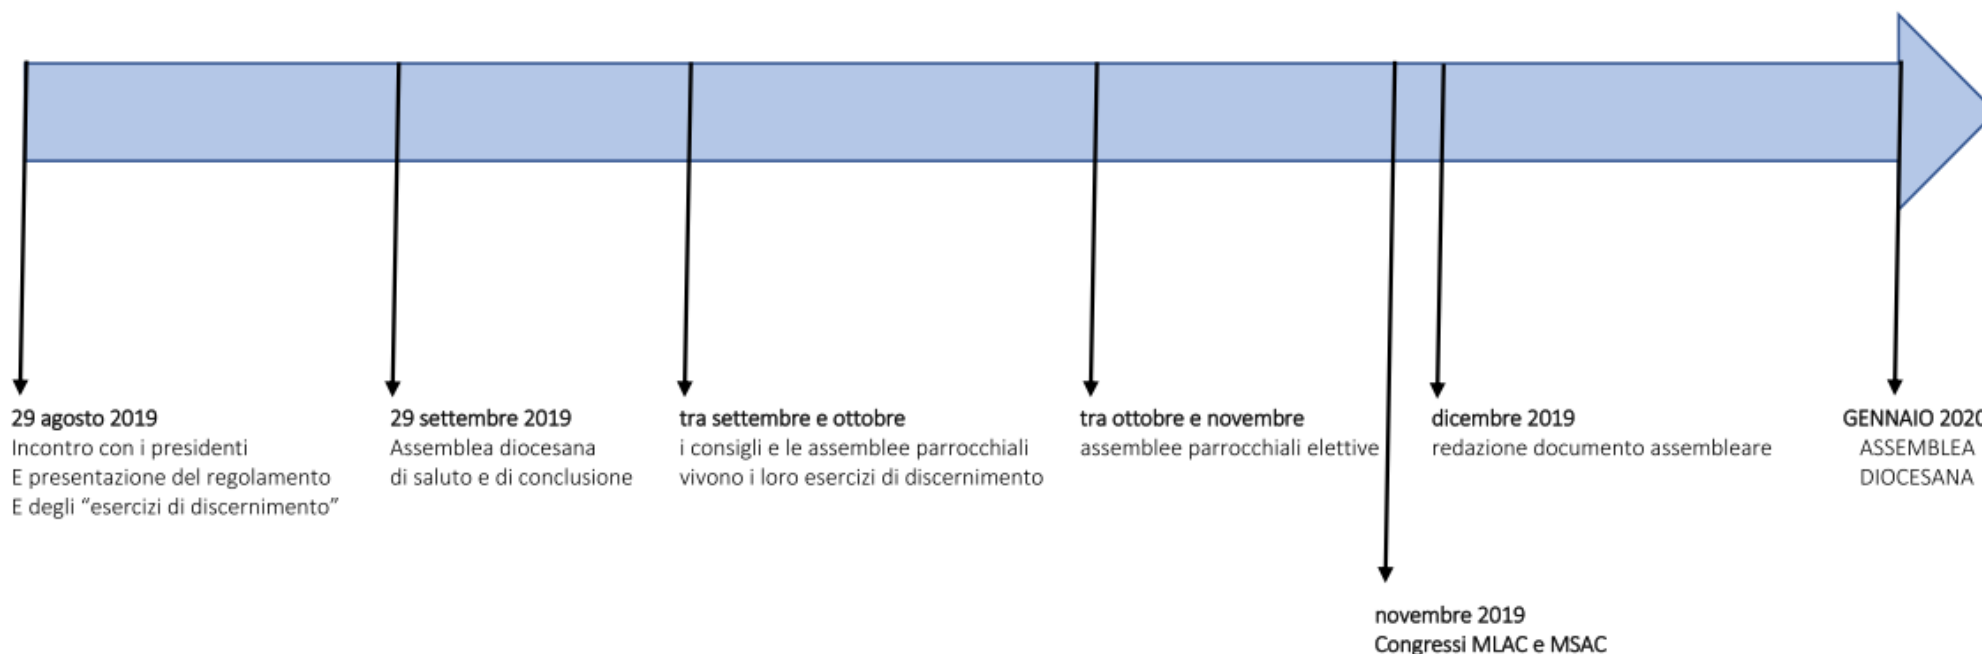 29 agosto 2019
Incontro con i presidenti
E presentazione del regolamento
E degli “esercizi di discernimento”
29 settembre 2019
Assemblea diocesana
di saluto e di conclusione
tra settembre e ottobre
i consigli e le assemblee parrocchiali
vivono i loro esercizi di discernimento
tra ottobre e novembre
assemblee parrocchiali elettive
novembre 2019
Congressi MLAC e MSAC
dicembre 2019
redazione documento assembleare
GENNAIO 2020
ASSEMBLEA
DIOCESANA